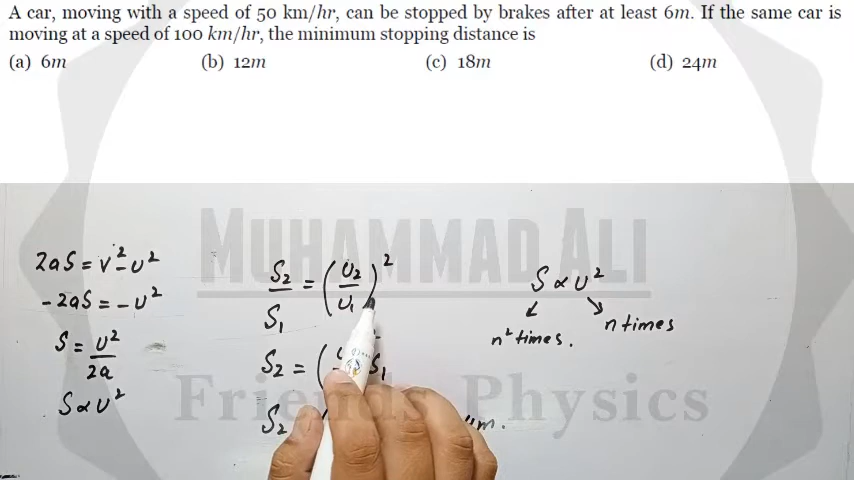 A car, moving with a speed of 50 km/hr, can be stopped by brakes after at least 6m. If the same car is
moving at a speed of 100 km/hr, the minimum stopping distance is
(a) 6m (b) 12m (c) 18m (d) 24m
MUHAMMAD ALI
Friends Physics
2aS = v² - u²
-2aS = -u²
S = u²/2a
S ∝ u²
S₂/S₁ = (u₂/u₁)²
S₂ = ( S₁
S₂
m.
S ∝ u²
n² times. n times